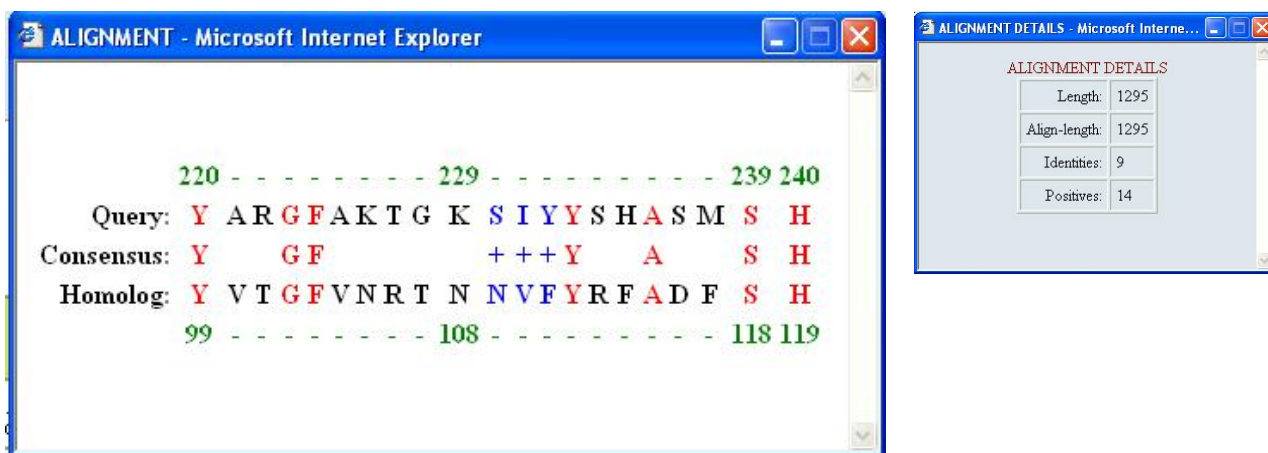 ALIGNMENT - Microsoft Internet Explorer
220 - - - - - - - - 229 - - - - - - - - - 239 240
Query: Y A R G F A K T G K S I Y Y S H A S M S H
Consensus: Y G F + + + Y A S H
Homolog: Y V T G F V N R T N N V F Y R F A D F S H
99 - - - - - - - - 108 - - - - - - - - - 118 119
ALIGNMENT DETAILS - Microsoft Interne...
ALIGNMENT DETAILS
Length: 1295
Align-length: 1295
Identities: 9
Positives: 14